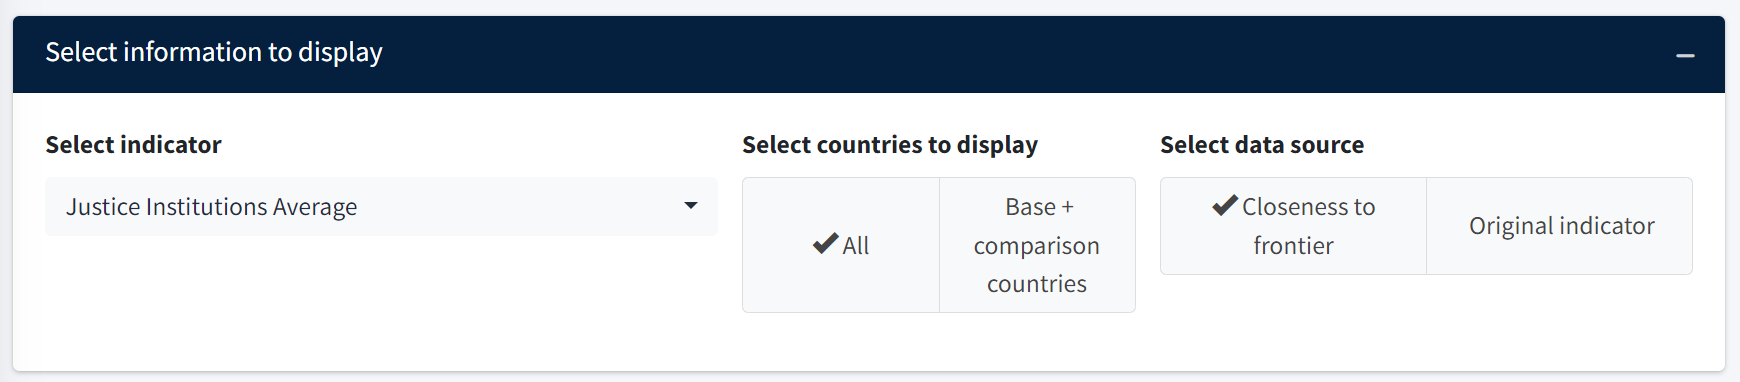 Select information to display
Select indicator
Justice Institutions Average
Select countries to display
All
Base +
comparison
countries
Select data source
Closeness to
frontier
Original indicator